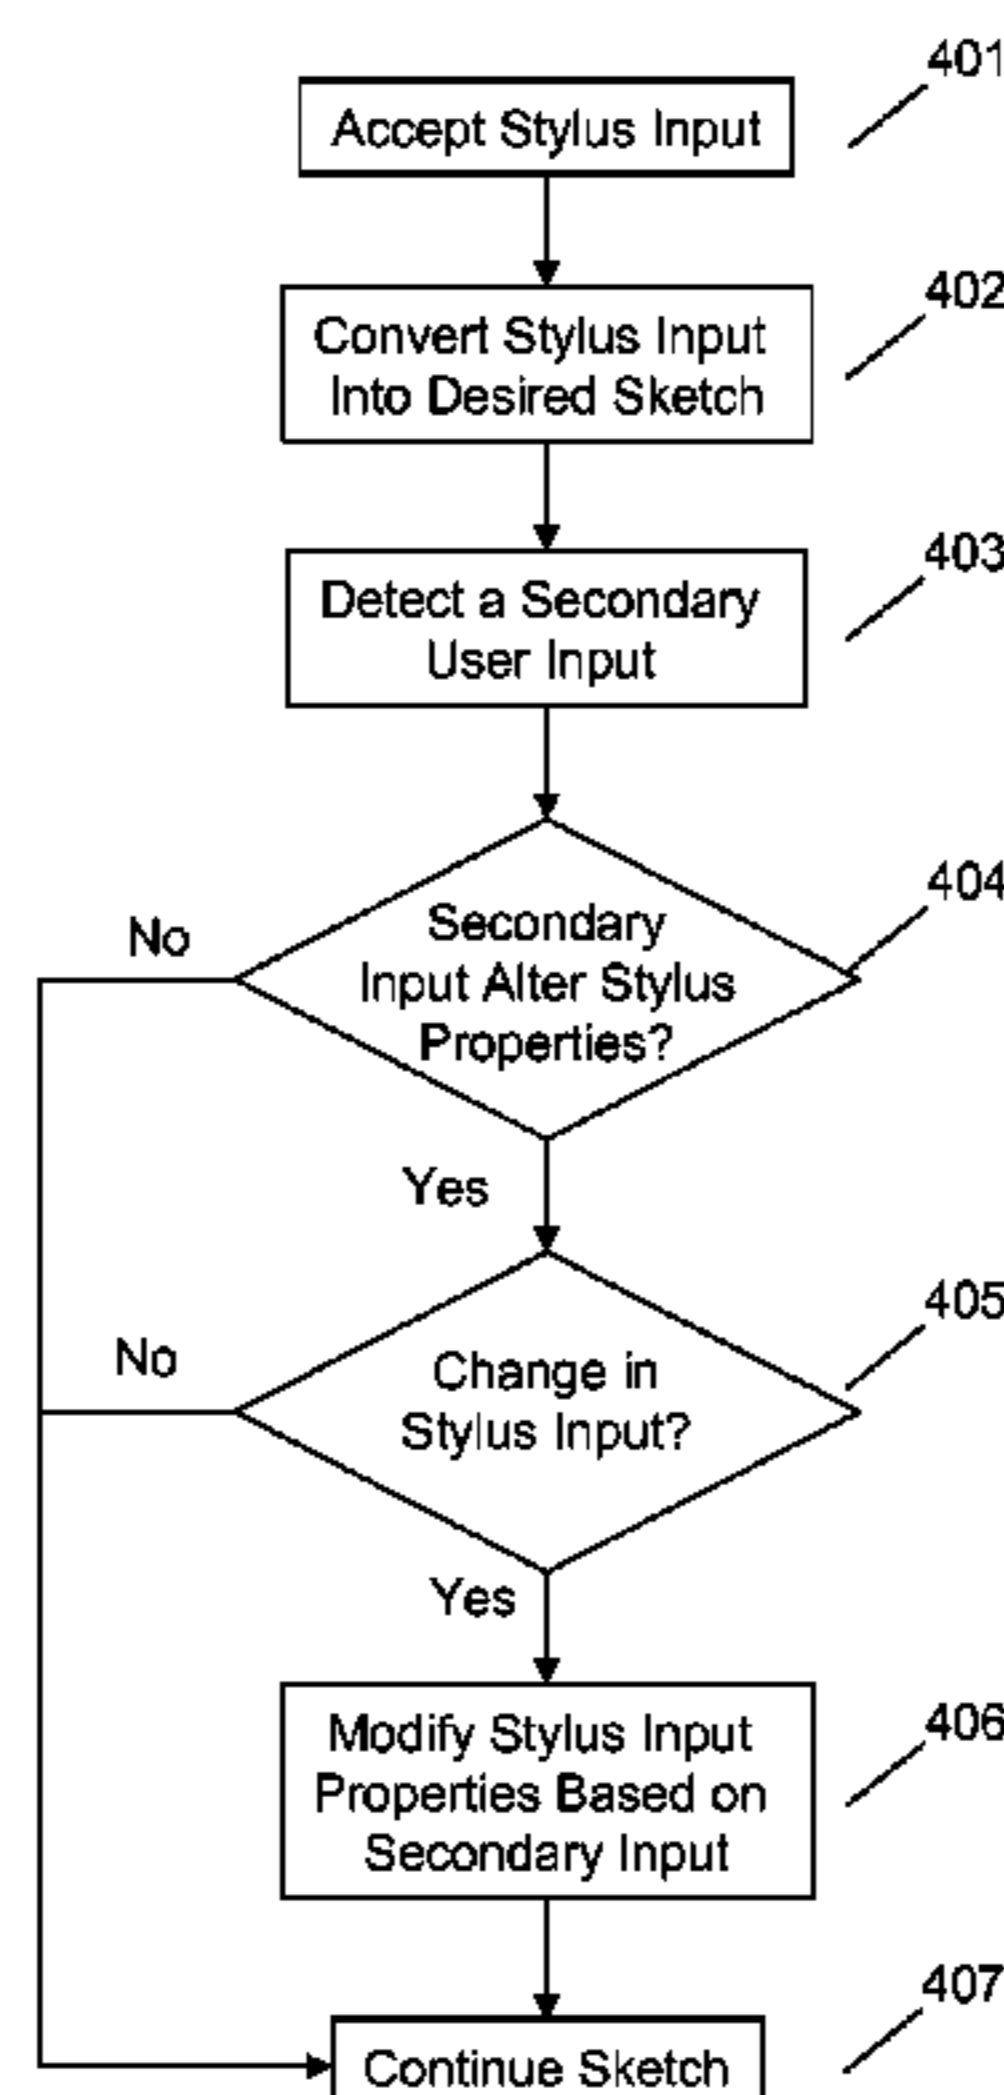 401
Accept Stylus Input
402
Convert Stylus Input
Into Desired Sketch
403
Detect a Secondary
User Input
404
No
Secondary
Input Alter Stylus
Properties?
Yes
405
No
Change in
Stylus Input?
Yes
406
Modify Stylus Input
Properties Based on
Secondary Input
407
Continue Sketch